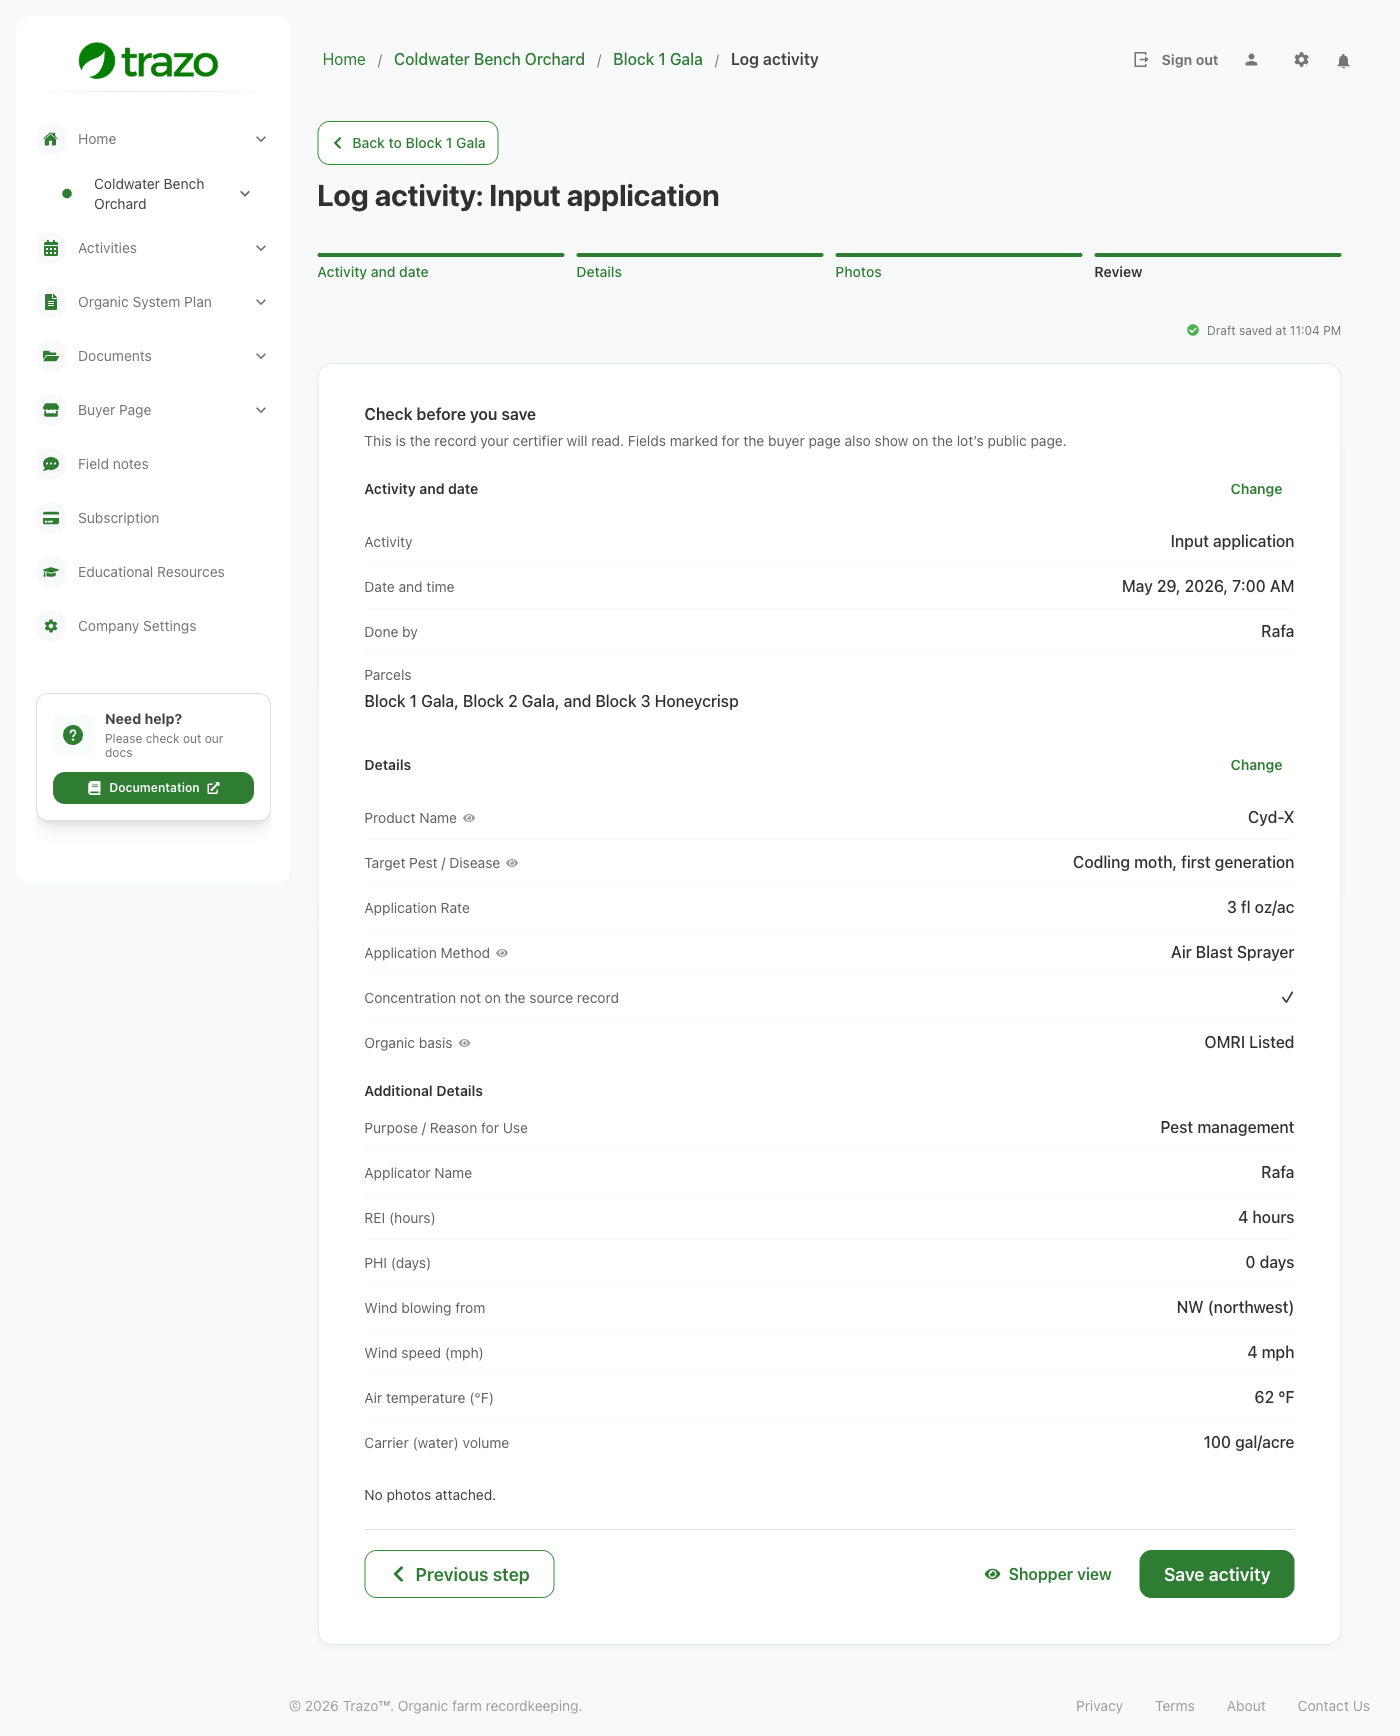 trazo
Home / Coldwater Bench Orchard / Block 1 Gala / Log activity
Sign out
Home
Coldwater Bench
Orchard
Activities
Organic System Plan
Documents
Buyer Page
Field notes
Subscription
Educational Resources
Company Settings
Need help?
Please check out our
docs
Documentation
Back to Block 1 Gala
Log activity: Input application
Activity and date
Details
Photos
Review
Draft saved at 11:04 PM
Check before you save
This is the record your certifier will read. Fields marked for the buyer page also show on the lot's public page.
Activity and date Change
Activity Input application
Date and time May 29, 2026, 7:00 AM
Done by Rafa
Parcels
Block 1 Gala, Block 2 Gala, and Block 3 Honeycrisp
Details Change
Product Name Cyd-X
Target Pest / Disease Codling moth, first generation
Application Rate 3 fl oz/ac
Application Method Air Blast Sprayer
Concentration not on the source record ✓
Organic basis OMRI Listed
Additional Details
Purpose / Reason for Use Pest management
Applicator Name Rafa
REI (hours) 4 hours
PHI (days) 0 days
Wind blowing from NW (northwest)
Wind speed (mph) 4 mph
Air temperature (°F) 62 °F
Carrier (water) volume 100 gal/acre
No photos attached.
Previous step
Shopper view
Save activity
© 2026 Trazo™. Organic farm recordkeeping.
Privacy Terms About Contact Us